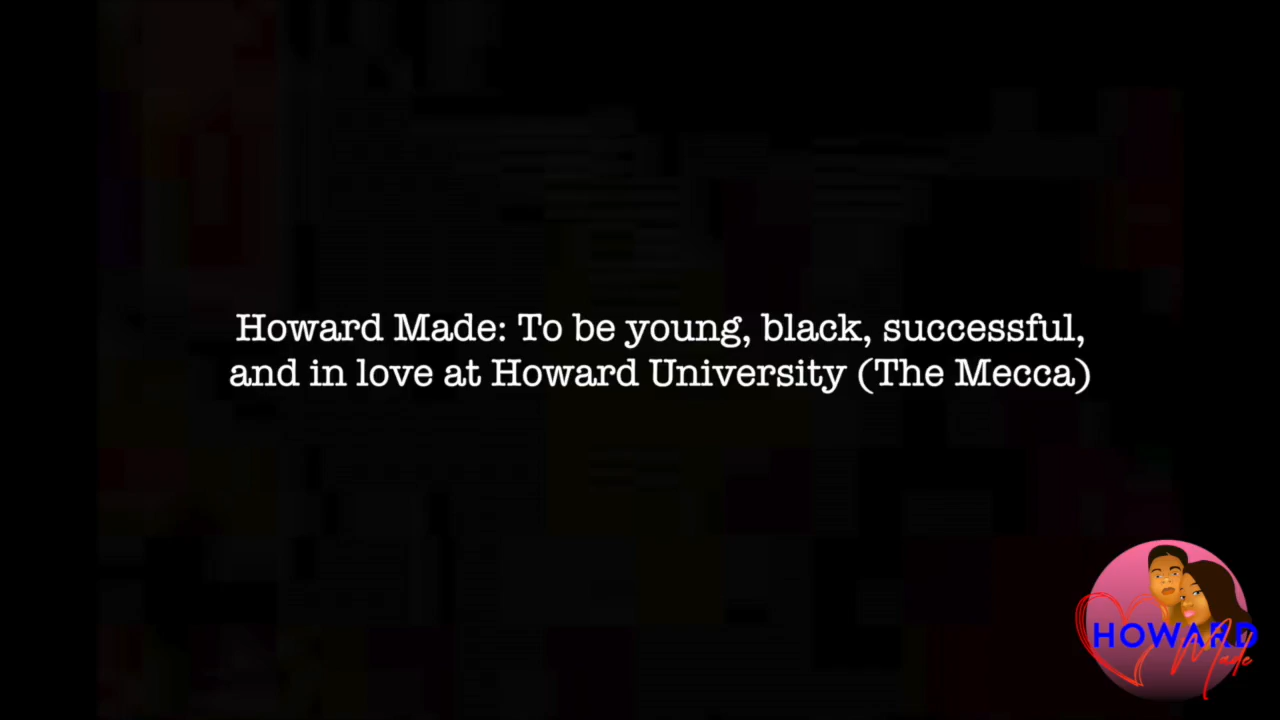 Howard Made: To be young, black, successful,
and in love at Howard University (The Mecca)
HOWARD
Made